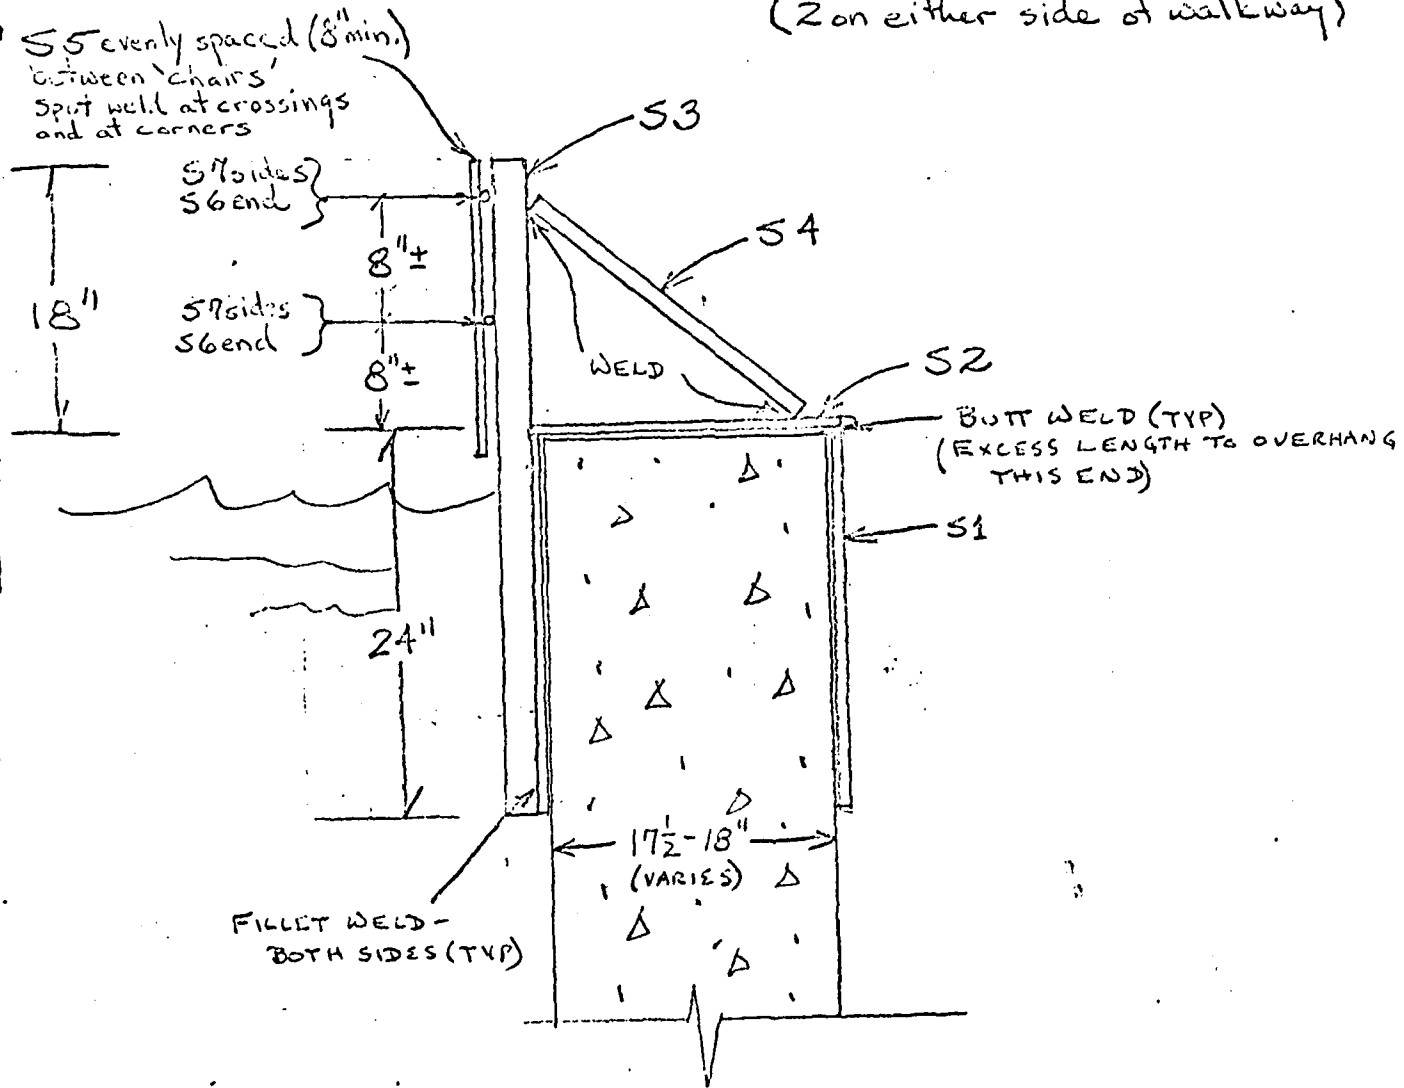 (2 on either side of walkway)
S5 evenly spaced (8" min.)
between 'chairs'
Spot weld at crossings
and at corners
S3
S7 sides
S6 end
8"±
S4
18"
S7 sides
S6 end
8"±
WELD
S2
BUTT WELD (TYP)
(EXCESS LENGTH TO OVERHANG
THIS END)
S1
24"
17½-18"
(VARIES)
FILLET WELD-
BOTH SIDES (TYP)